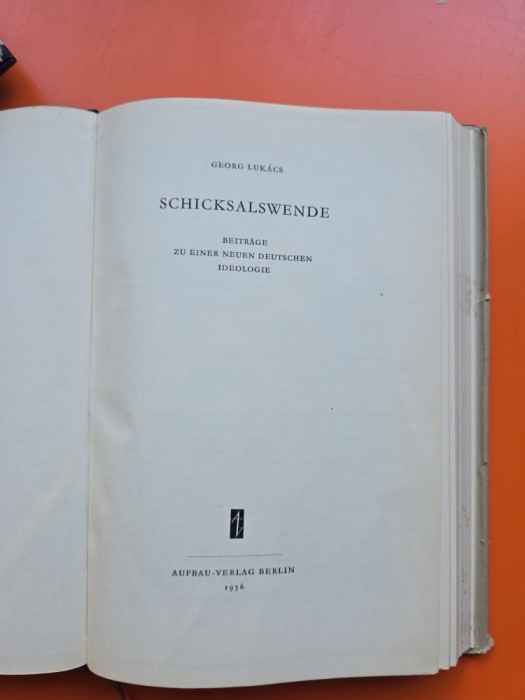 GEORG LUKÁCS
SCHICKSALSWENDE
BEITRÄGE
ZU EINER NEUEN DEUTSCHEN
IDEOLOGIE
AUFBAU-VERLAG BERLIN
1956